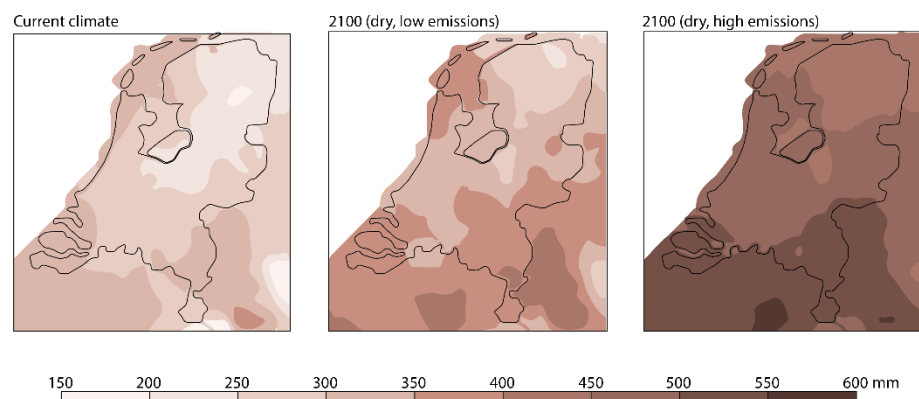 Current climate
2100 (dry, low emissions)
2100 (dry, high emissions)
150 200 250 300 350 400 450 500 550 600 mm